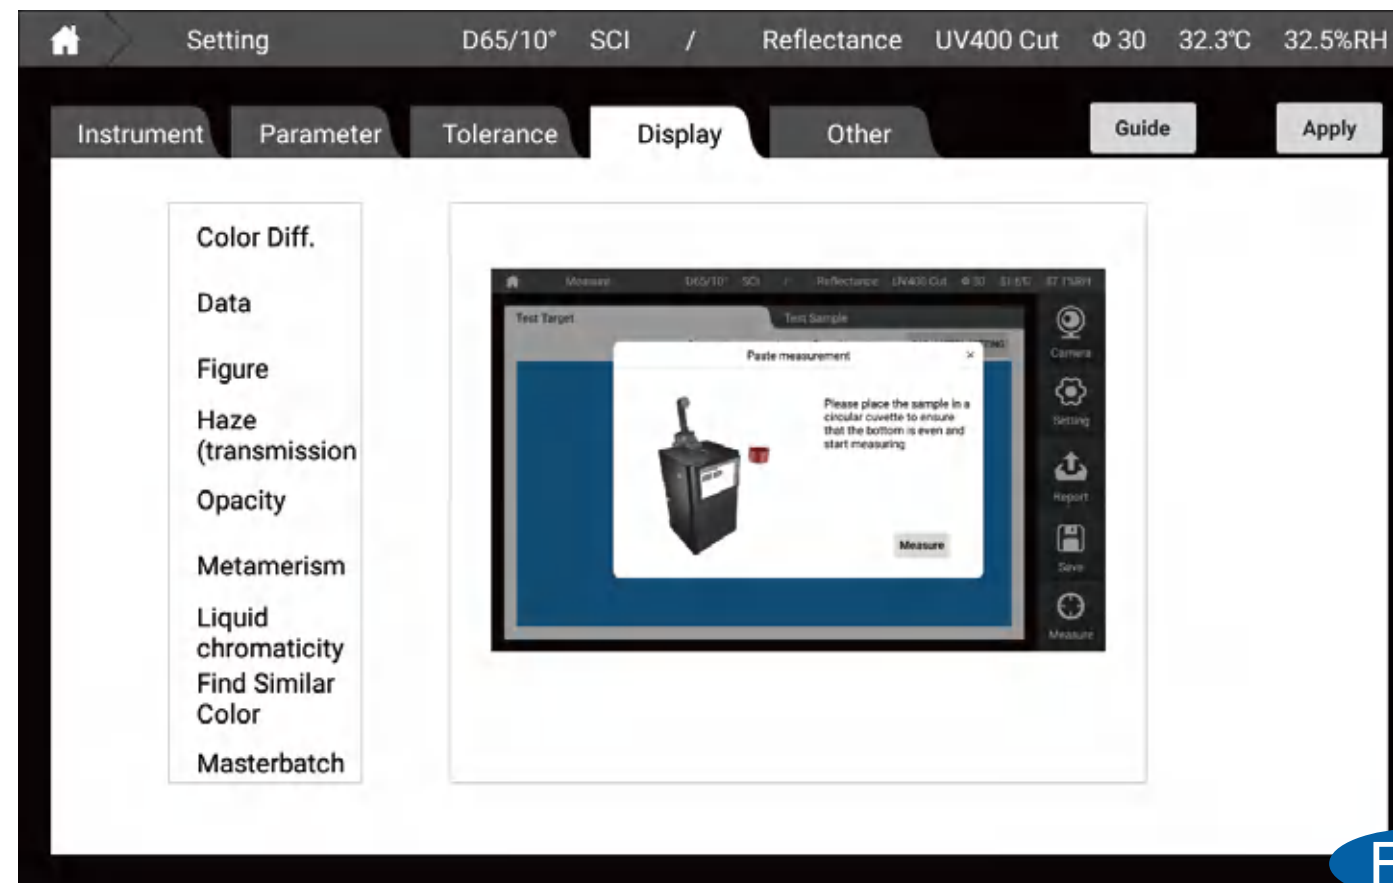 Setting D65/10° SCI / Reflectance UV400 Cut Φ 30 32.3℃ 32.5%RH
Instrument Parameter Tolerance Display Other Guide Apply
Color Diff.
Data
Figure
Haze
(transmission
Opacity
Metamerism
Liquid
chromaticity
Find Similar
Color
Masterbatch
Measure D65/10° SCI / Reflectance UV400 Cut Φ 30
Test Target Test Sample
Paste measurement ×
Please place the sample in a
circular cuvette to ensure
that the bottom is even and
start measuring
Measure
Camera
Setting
Report
Save
Measure